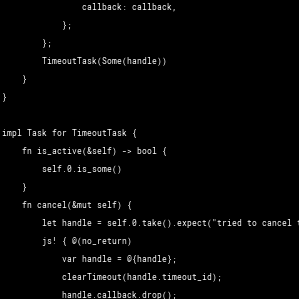 callback: callback,
};
};
TimeoutTask(Some(handle))
}
}
impl Task for TimeoutTask {
fn is_active(&self) -> bool {
self.0.is_some()
}
fn cancel(&mut self) {
let handle = self.0.take().expect("tried to cancel
js! { @(no_return)
var handle = @{handle};
clearTimeout(handle.timeout_id);
handle.callback.drop();